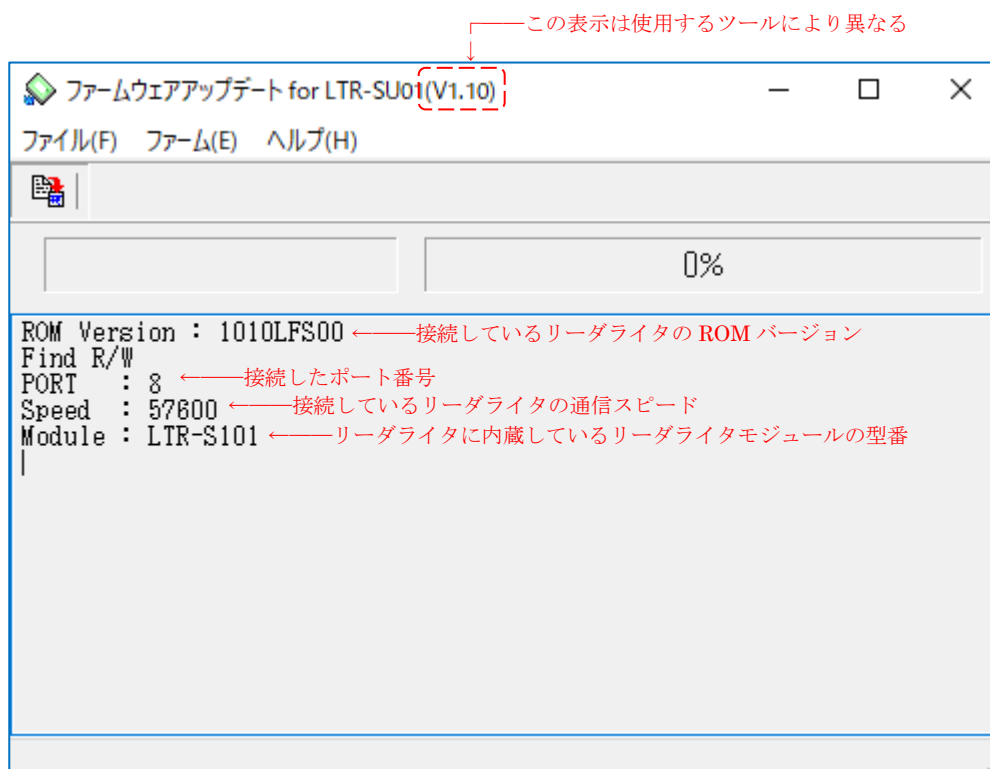 この表示は使用するツールにより異なる
↓
ファームウェアアップデート for LTR-SU01(V1.10)
ファイル(F) ファーム(E) ヘルプ(H)
0%
ROM Version : 1010LFS00 ←──接続しているリーダライタの ROM バージョン
Find R/W
PORT : 8 ←──接続したポート番号
Speed : 57600 ←──接続しているリーダライタの通信スピード
Module : LTR-S101 ←──リーダライタに内蔵しているリーダライタモジュールの型番